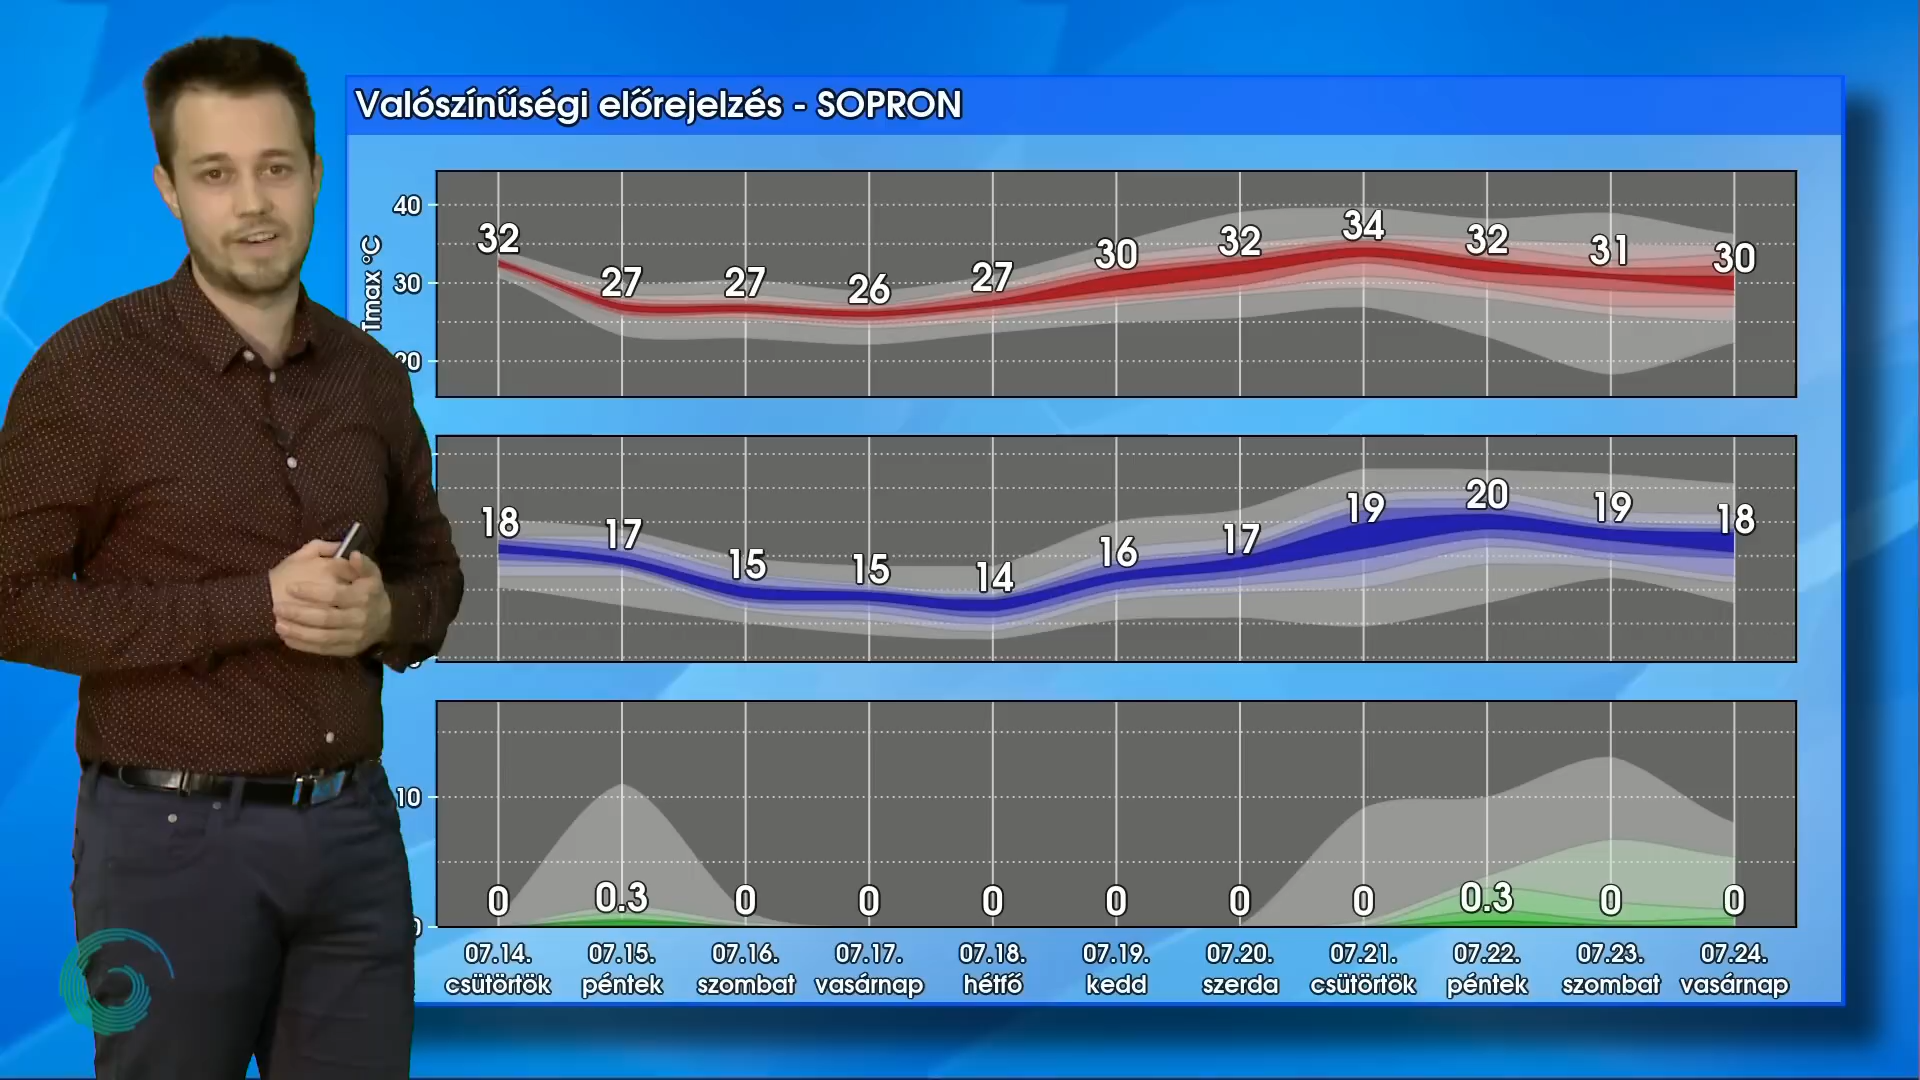 Valószínűségi előrejelzés - SOPRON
Tmax °C
40
30
20
32 27 27 26 27 30 32 34 32 31 30
18 17 15 15 14 16 17 19 20 19 18
10
0 0.3 0 0 0 0 0 0 0.3 0 0
07.14. 07.15. 07.16. 07.17. 07.18. 07.19. 07.20. 07.21. 07.22. 07.23. 07.24.
csütörtök péntek szombat vasárnap hétfő kedd szerda csütörtök péntek szombat vasárnap